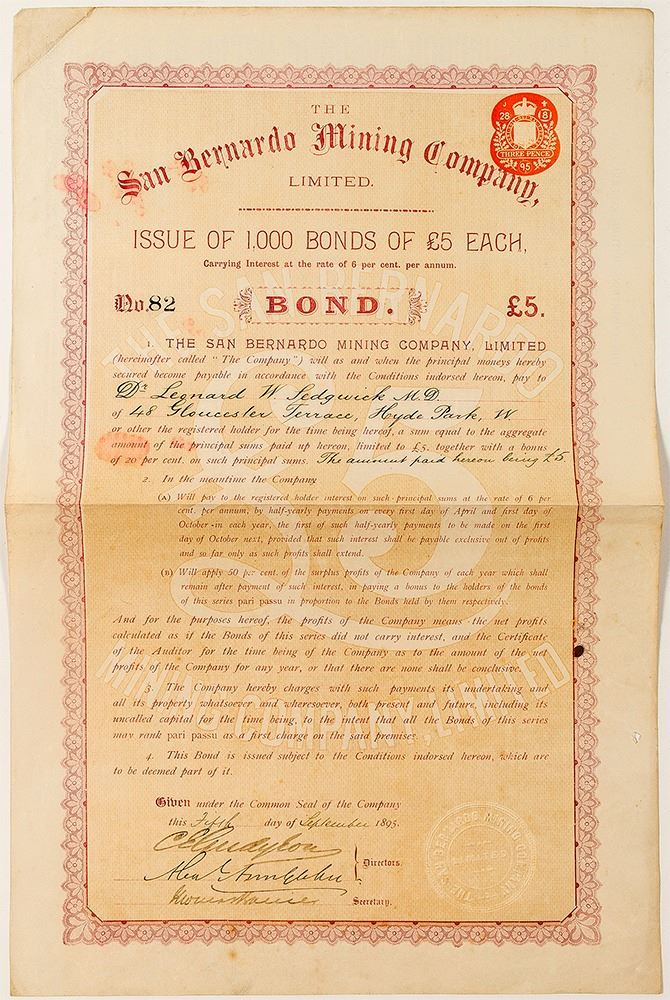 THE
San Bernardo Mining Company,
LIMITED.
J 28 8 95
THREE PENCE
ISSUE OF 1,000 BONDS OF £5 EACH,
Carrying Interest at the rate of 6 per cent. per annum.
No. 82 BOND. £5.
1. THE SAN BERNARDO MINING COMPANY, LIMITED
(hereinafter called "The Company") will as and when the principal moneys hereby
secured become payable in accordance with the Conditions indorsed hereon, pay to
Dr Leonard W. Sedgwick M.D.
of 48 Gloucester Terrace, Hyde Park, W
or other the registered holder for the time being hereof, a sum equal to the aggregate
amount of the principal sums paid up hereon, limited to £5, together with a bonus
of 20 per cent. on such principal sums. The amount paid hereon being £5.
2. In the meantime the Company
(A) Will pay to the registered holder interest on such principal sums at the rate of 6 per
cent. per annum, by half-yearly payments on every first day of April and first day of
October in each year, the first of such half-yearly payments to be made on the first
day of October next, provided that such interest shall be payable exclusive out of profits
and so far only as such profits shall extend.
(B) Will apply 50 per cent. of the surplus profits of the Company of each year which shall
remain after payment of such interest, in paying a bonus to the holders of the bonds
of this series pari passu in proportion to the Bonds held by them respectively.
And for the purposes hereof, the profits of the Company means the net profits
calculated as if the Bonds of this series did not carry interest, and the Certificate
of the Auditor for the time being of the Company as to the amount of the net
profits of the Company for any year, or that there are none shall be conclusive.
3. The Company hereby charges with such payments its undertaking and
all its property whatsoever and wheresoever, both present and future, including its
uncalled capital for the time being, to the intent that all the Bonds of this series
may rank pari passu as a first charge on the said premises.
4. This Bond is issued subject to the Conditions indorsed hereon, which are
to be deemed part of it.
Given under the Common Seal of the Company
this Fifth day of September 1895.
Directors.
Secretary.
THE SAN BERNARDO
£5
MINING COMPANY, LIMITED
THE SAN BERNARDO MINING COMPANY